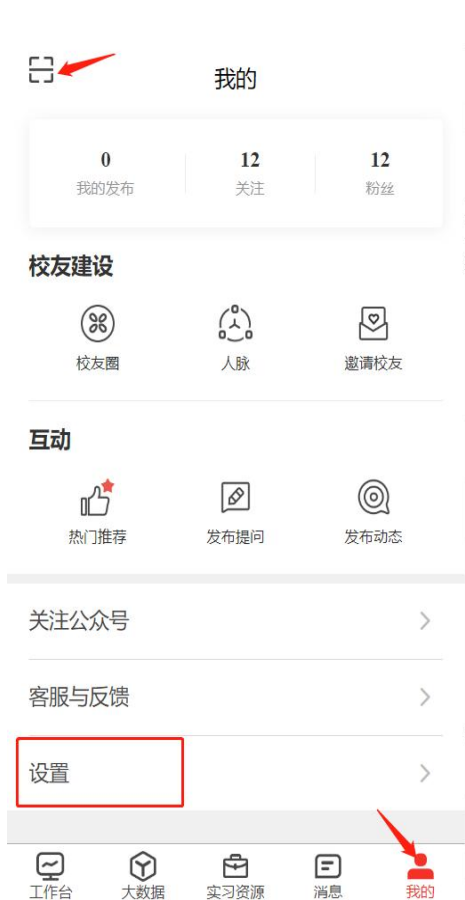 我的
0 12 12
我的发布 关注 粉丝
校友建设
校友圈 人脉 邀请校友
互动
热门推荐 发布提问 发布动态
关注公众号
客服与反馈
设置
工作台 大数据 实习资源 消息 我的